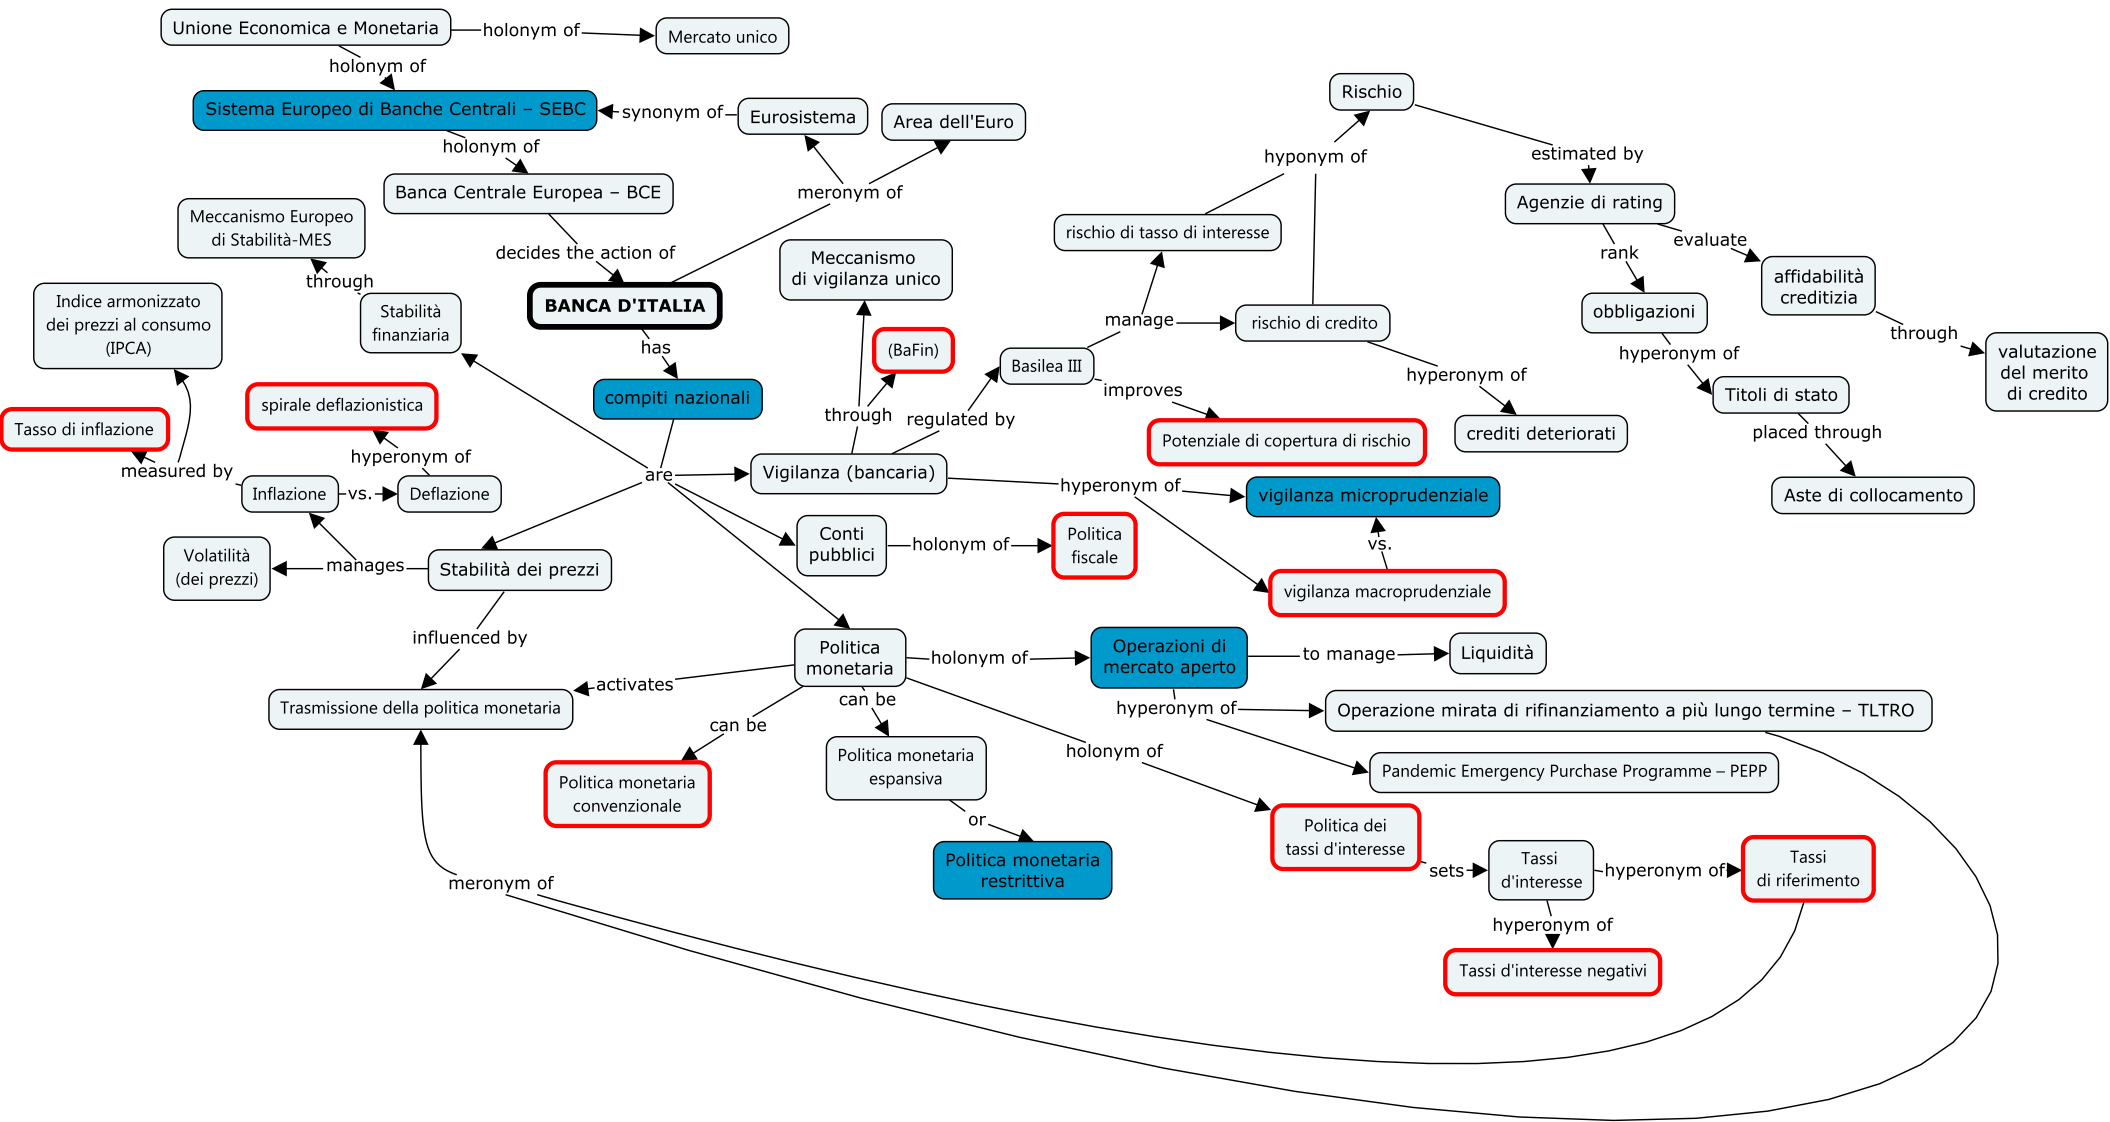 Unione Economica e Monetaria
holonym of
Mercato unico
holonym of
Sistema Europeo di Banche Centrali – SEBC
synonym of
Eurosistema
Area dell'Euro
holonym of
Banca Centrale Europea – BCE
meronym of
decides the action of
BANCA D'ITALIA
has
compiti nazionali
are
Meccanismo Europeo
di Stabilità-MES
through
Stabilità
finanziaria
Indice armonizzato
dei prezzi al consumo
(IPCA)
spirale deflazionistica
Tasso di inflazione
measured by
hyperonym of
Inflazione
vs.
Deflazione
Volatilità
(dei prezzi)
manages
Stabilità dei prezzi
influenced by
Trasmissione della politica monetaria
activates
Meccanismo
di vigilanza unico
(BaFin)
through
regulated by
Vigilanza (bancaria)
Basilea III
manage
rischio di tasso di interesse
hyponym of
Rischio
rischio di credito
improves
Potenziale di copertura di rischio
hyperonym of
crediti deteriorati
estimated by
Agenzie di rating
rank
evaluate
affidabilità
creditizia
obbligazioni
through
valutazione
del merito
di credito
hyperonym of
Titoli di stato
placed through
Aste di collocamento
hyperonym of
vigilanza microprudenziale
vs.
vigilanza macroprudenziale
Conti
pubblici
holonym of
Politica
fiscale
Politica
monetaria
holonym of
Operazioni di
mercato aperto
to manage
Liquidità
hyperonym of
Operazione mirata di rifinanziamento a più lungo termine – TLTRO
Pandemic Emergency Purchase Programme – PEPP
can be
can be
Politica monetaria
convenzionale
Politica monetaria
espansiva
or
Politica monetaria
restrittiva
holonym of
Politica dei
tassi d'interesse
sets
Tassi
d'interesse
hyperonym of
Tassi
di riferimento
hyperonym of
Tassi d'interesse negativi
meronym of